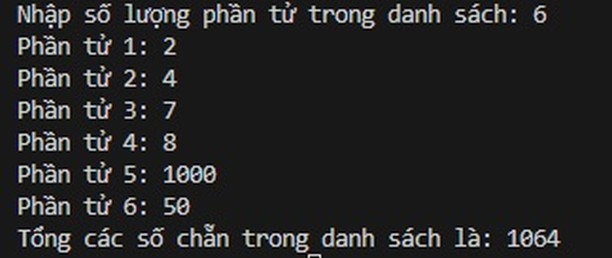 Nhập số lượng phần tử trong danh sách: 6
Phần tử 1: 2
Phần tử 2: 4
Phần tử 3: 7
Phần tử 4: 8
Phần tử 5: 1000
Phần tử 6: 50
Tổng các số chẵn trong danh sách là: 1064